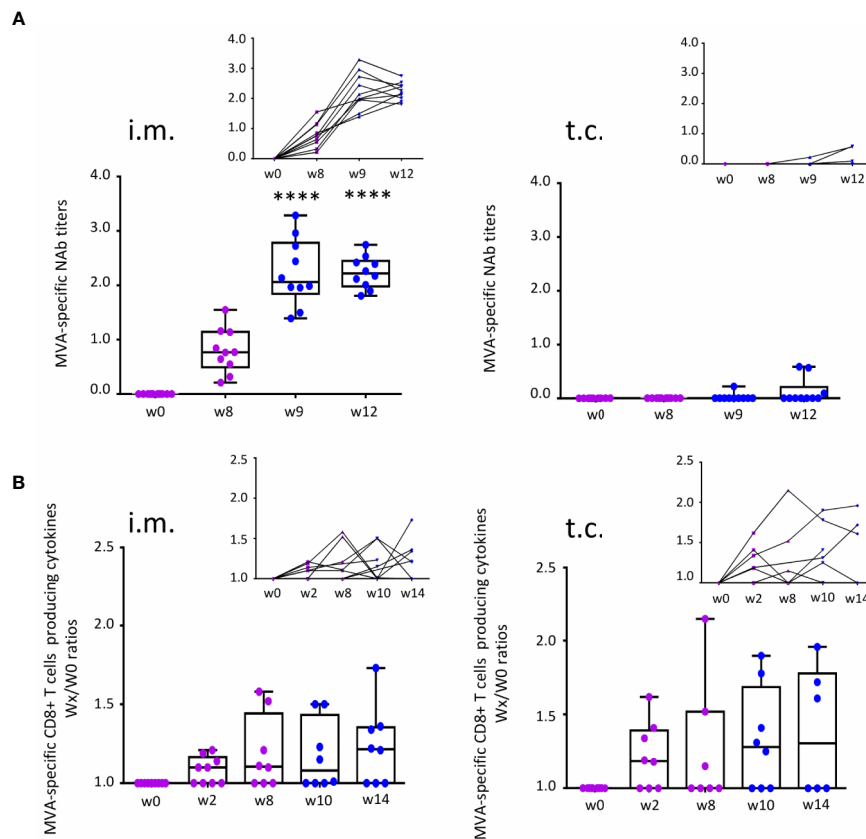 A
4.0
3.0
2.0
1.0
0.0
w0 w8 w9 w12
i.m.
**** ****
MVA-specific NAb titers
4.0
3.0
2.0
1.0
0.0
w0 w8 w9 w12
4.0
3.0
2.0
1.0
0.0
w0 w8 w9 w12
t.c.
MVA-specific NAb titers
4.0
3.0
2.0
1.0
0.0
w0 w8 w9 w12
B
2.5
2.0
1.5
1.0
w0 w2 w8 w10 w14
i.m.
MVA-specific CD8+ T cells producing cytokines
Wx/W0 ratios
2.5
2.0
1.5
1.0
w0 w2 w8 w10 w14
2.5
2.0
1.5
1.0
w0 w2 w8 w10 w14
t.c.
MVA-specific CD8+ T cells producing cytokines
Wx/W0 ratios
2.5
2.0
1.5
1.0
w0 w2 w8 w10 w14